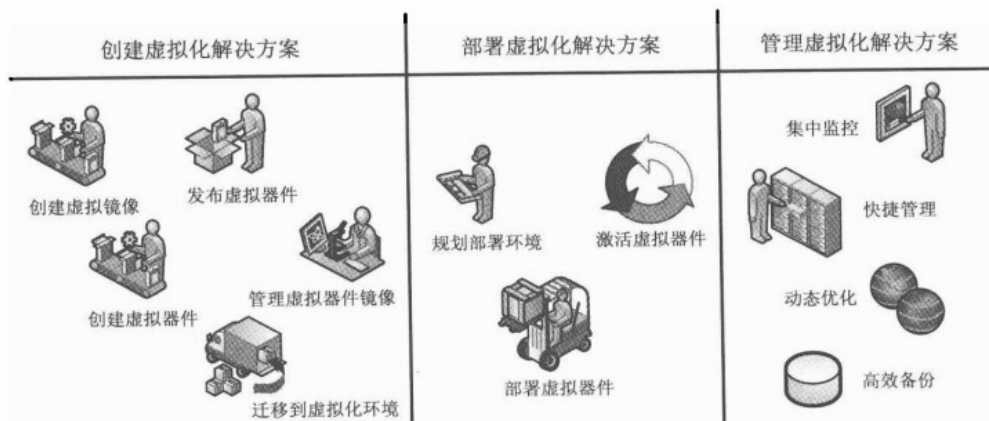 创建虚拟化解决方案
部署虚拟化解决方案
管理虚拟化解决方案
创建虚拟镜像
发布虚拟器件
创建虚拟器件
管理虚拟器件镜像
迁移到虚拟化环境
规划部署环境
激活虚拟器件
部署虚拟器件
集中监控
快捷管理
动态优化
高效备份